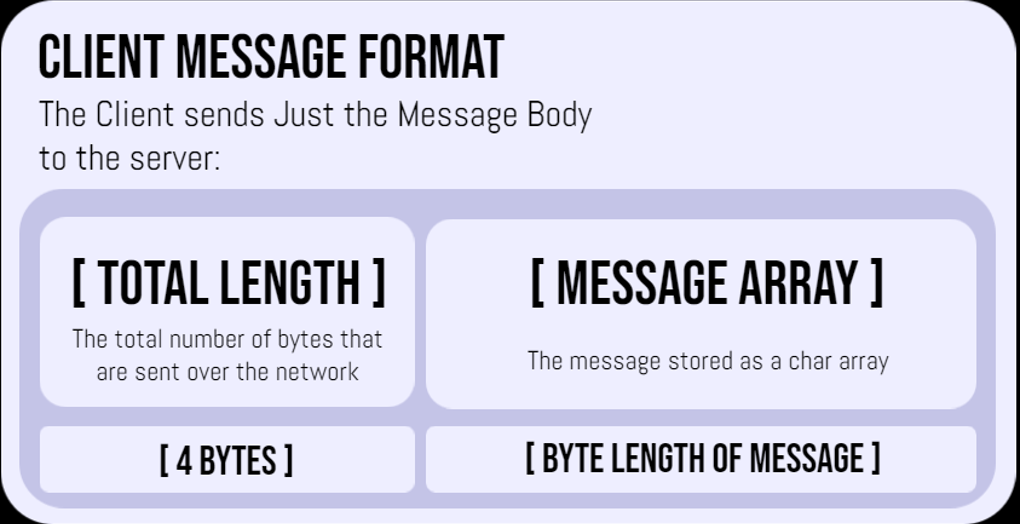 CLIENT MESSAGE FORMAT
The Client sends Just the Message Body
to the server:
[ TOTAL LENGTH ]
The total number of bytes that
are sent over the network
[ MESSAGE ARRAY ]
The message stored as a char array
[ 4 BYTES ]
[ BYTE LENGTH OF MESSAGE ]